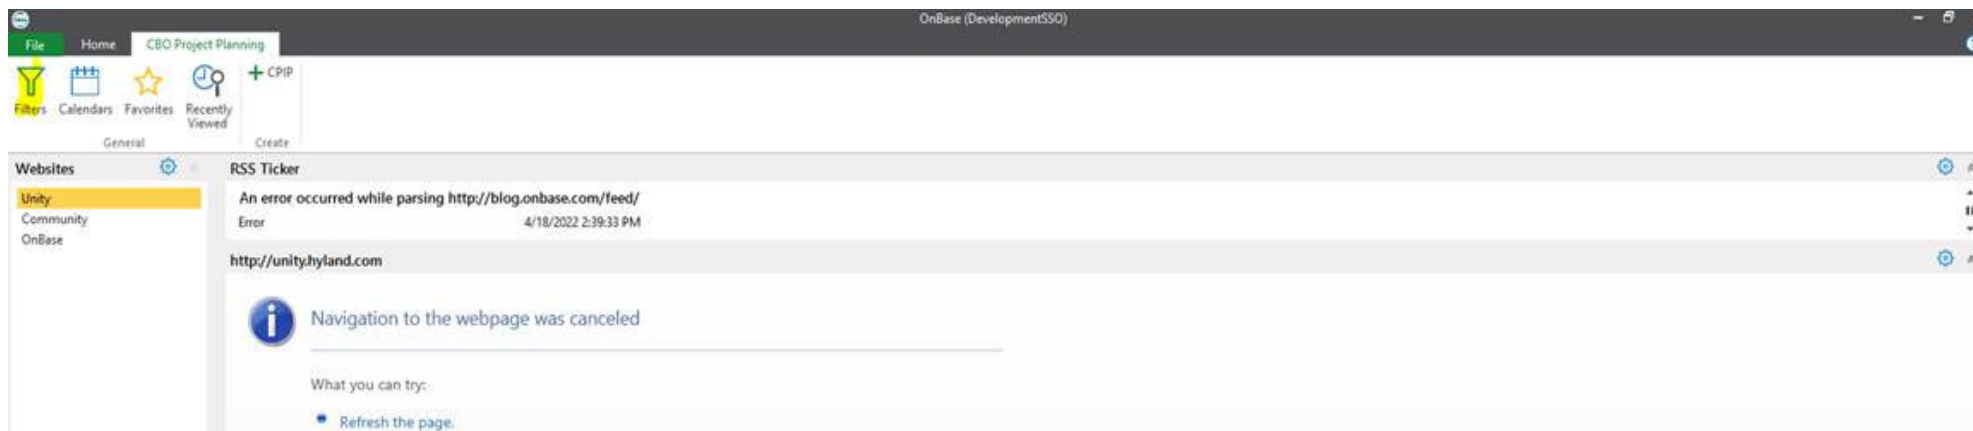 OnBase (DevelopmentSSO)
File Home CBO Project Planning
Filters Calendars Favorites Recently Viewed + CPIP
General Create
Websites RSS Ticker
Unity An error occurred while parsing http://blog.onbase.com/feed/
Community Error 4/18/2022 2:39:33 PM
OnBase
http://unity.hyland.com
Navigation to the webpage was canceled
What you can try:
Refresh the page.